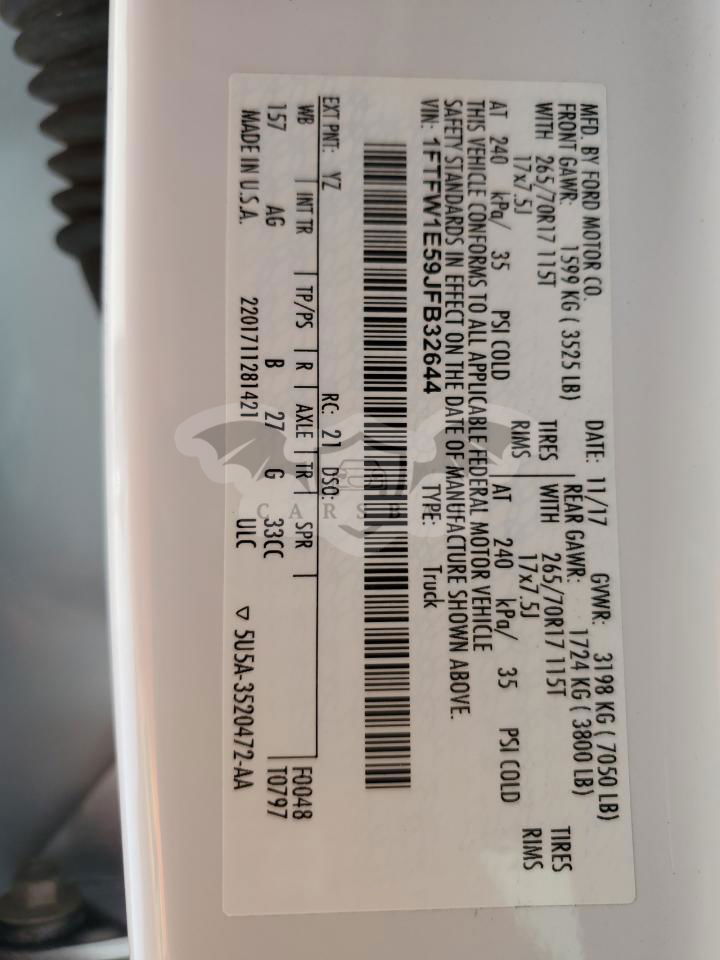 MFD. BY FORD MOTOR CO. DATE: 11/17 GVWR: 3198 KG ( 7050 LB)
FRONT GAWR: 1599 KG ( 3525 LB) REAR GAWR: 1724 KG ( 3800 LB)
WITH 265/70R17 115T TIRES WITH 265/70R17 115T TIRES
17x7.5J RIMS 17x7.5J RIMS
AT 240 kPa/ 35 PSI COLD AT 240 kPa/ 35 PSI COLD
THIS VEHICLE CONFORMS TO ALL APPLICABLE FEDERAL MOTOR VEHICLE
SAFETY STANDARDS IN EFFECT ON THE DATE OF MANUFACTURE SHOWN ABOVE.
VIN: 1FTFW1E59JFB32644 TYPE: Truck
EXT PNT: YZ RC: 21 DSO:
WB INT TR TP/PS R AXLE TR SPR F0048
157 AG B 27 G 33CC T0797
MADE IN U.S.A. 2201711281421 ULC ▽ 5U5A-3520472-AA